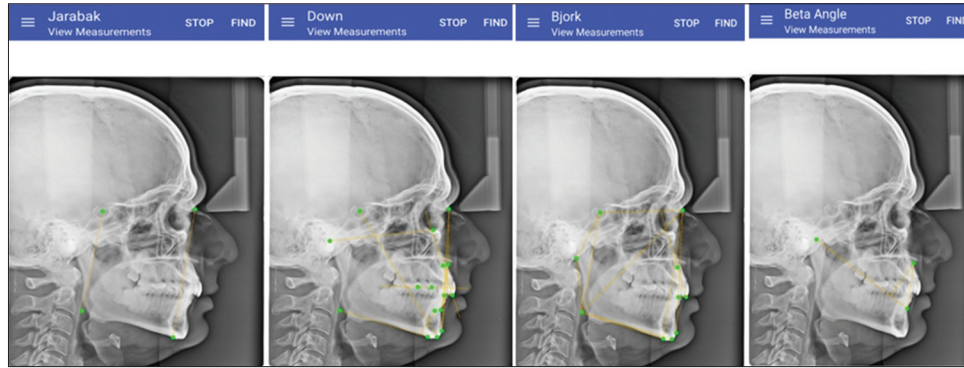 Jarabak
View Measurements
STOP FIND
Down
View Measurements
STOP FIND
Bjork
View Measurements
STOP FIND
Beta Angle
View Measurements
STOP FIND